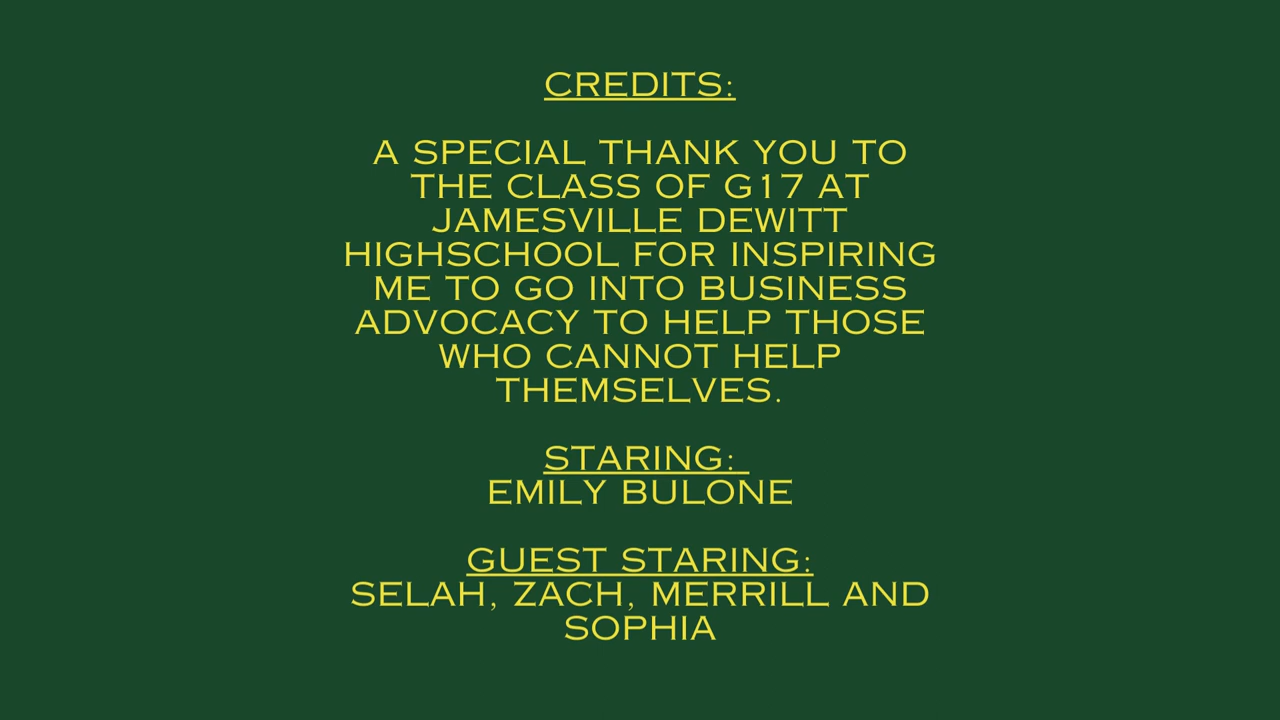 CREDITS:
A SPECIAL THANK YOU TO
THE CLASS OF G17 AT
JAMESVILLE DEWITT
HIGHSCHOOL FOR INSPIRING
ME TO GO INTO BUSINESS
ADVOCACY TO HELP THOSE
WHO CANNOT HELP
THEMSELVES.
STARING:
EMILY BULONE
GUEST STARING:
SELAH, ZACH, MERRILL AND
SOPHIA